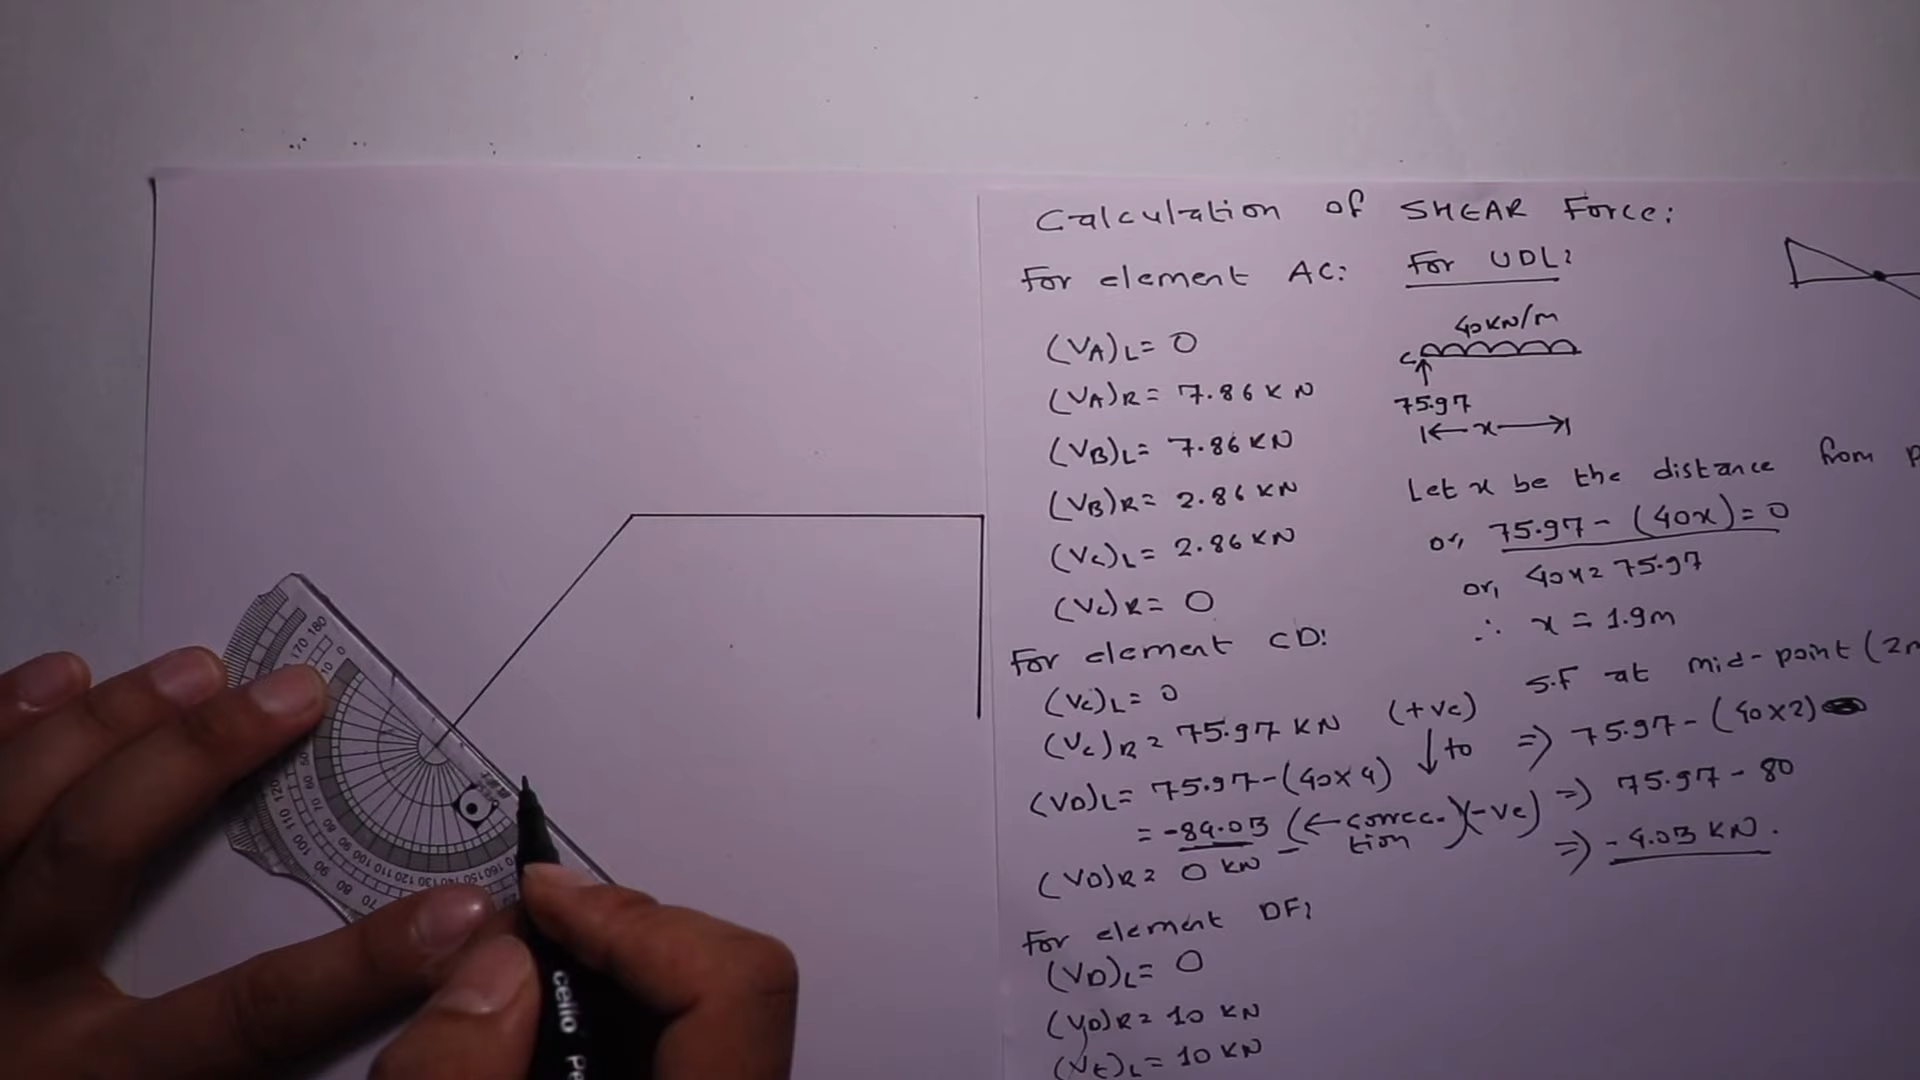 Calculation of SHEAR Force:
For element AC:
(VA)L= 0
(VA)R= 7.86 KN
(VB)L= 7.86 KN
(VB)R= 2.86 KN
(Vc)L= 2.86 KN
(Vc)R= 0
For element CD:
(Vc)L= 0
(Vc)R= 75.97 KN (+ve)
(VD)L= 75.97-(40x4) ↓ to
= -84.03 (← correc- tion) (-ve)
(VD)R= 0 KN
For element DF:
(VD)L= 0
(VD)R= 10 KN
(VE)L= 10 KN
For UDL:
40KN/m
C
75.97
|← x →|
Let x be the distance from
or, 75.97 - (40x) = 0
or, 40x = 75.97
∴ x = 1.9m
S.F at mid-point (2m
=> 75.97 - (40x2)
=> 75.97 - 80
=> -4.03 KN.
cello